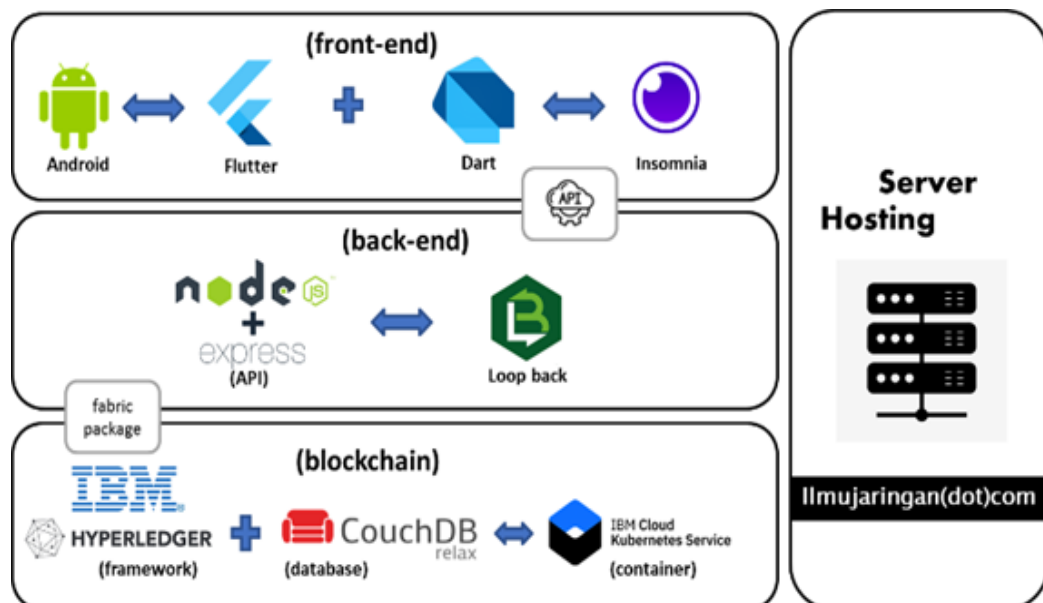 (front-end)
Android
Flutter
Dart
Insomnia
API
(back-end)
node JS
express
(API)
Loop back
fabric
package
(blockchain)
IBM
HYPERLEDGER
(framework)
CouchDB
relax
(database)
IBM Cloud
Kubernetes Service
(container)
Server
Hosting
Ilmujaringan(dot)com